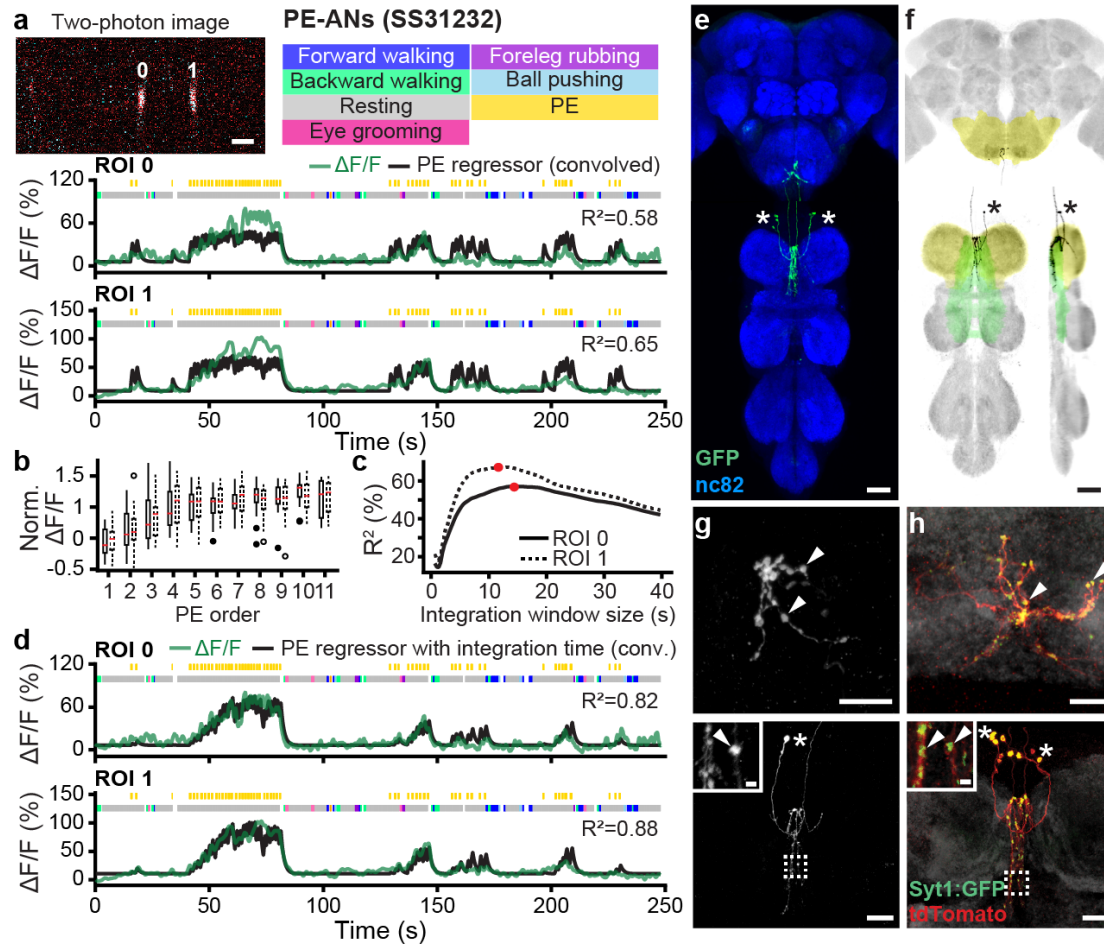 a
Two-photon image
0 1
PE-ANs (SS31232)
Forward walking Foreleg rubbing
Backward walking Ball pushing
Resting PE
Eye grooming
ROI 0
ΔF/F PE regressor (convolved)
120
60
0
ΔF/F (%)
R²=0.58
ROI 1
150
100
50
0
ΔF/F (%)
R²=0.65
0 50 100 150 200 250
Time (s)
b
Norm.
ΔF/F
1.5
1
0
-0.5
1 2 3 4 5 6 7 8 9 10 11
PE order
c
R² (%)
60
40
20
ROI 0
ROI 1
0 10 20 30 40
Integration window size (s)
d
ROI 0
ΔF/F PE regressor with integration time (conv.)
120
60
0
ΔF/F (%)
R²=0.82
ROI 1
150
100
50
0
ΔF/F (%)
R²=0.88
0 50 100 150 200 250
Time (s)
e
* *
GFP
nc82
f
* *
g
*
h
* *
Syt1:GFP
tdTomato